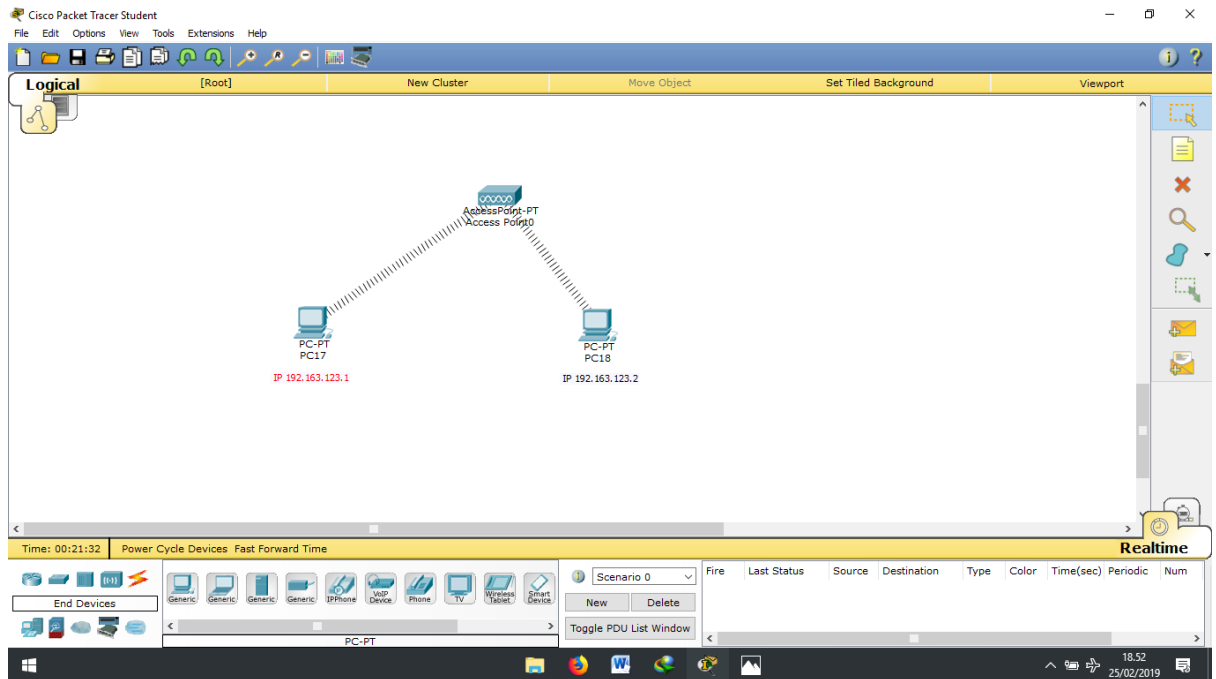 Cisco Packet Tracer Student
File Edit Options View Tools Extensions Help
Logical [Root] New Cluster Move Object Set Tiled Background Viewport
AccessPoint-PT
Access Point0
PC-PT
PC17
IP 192.163.123.1
PC-PT
PC18
IP 192.163.123.2
Time: 00:21:32 Power Cycle Devices Fast Forward Time Realtime
End Devices
Generic Generic Generic Generic IPPhone VoIP Device Phone TV Wireless Tablet Smart Device
PC-PT
Scenario 0
New Delete
Toggle PDU List Window
Fire Last Status Source Destination Type Color Time(sec) Periodic Num
18.52
25/02/2019